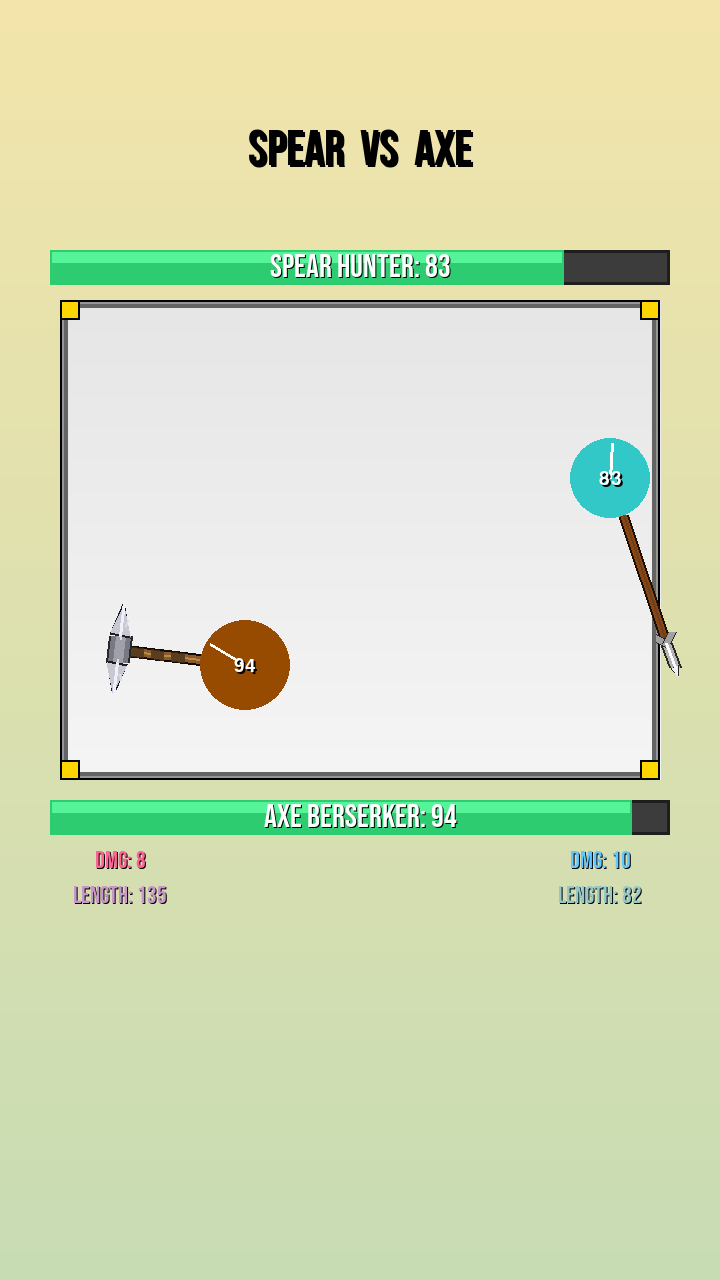 SPEAR VS AXE
SPEAR HUNTER: 83
83
94
AXE BERSERKER: 94
DMG: 8 DMG: 10
LENGTH: 135 LENGTH: 82